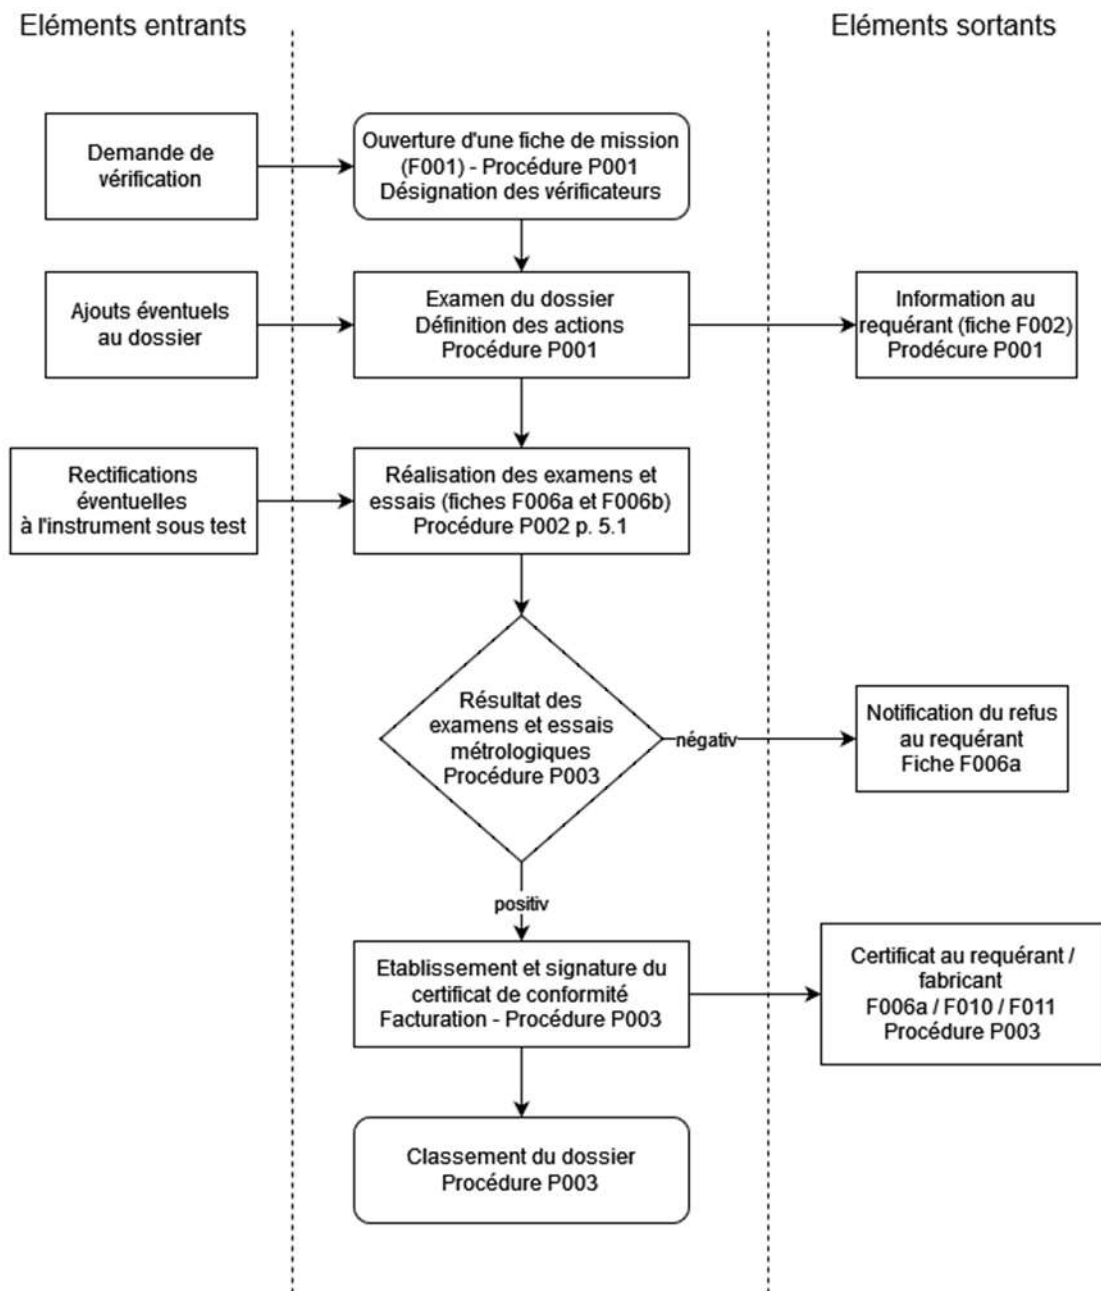 Eléments entrants
Eléments sortants
Demande de
vérification
Ouverture d'une fiche de mission
(F001) - Procédure P001
Désignation des vérificateurs
Ajouts éventuels
au dossier
Examen du dossier
Définition des actions
Procédure P001
Information au
requérant (fiche F002)
Prodécure P001
Rectifications
éventuelles
à l'instrument sous test
Réalisation des examens et
essais (fiches F006a et F006b)
Procédure P002 p. 5.1
Résultat des
examens et essais
métrologiques
Procédure P003
négativ
Notification du refus
au requérant
Fiche F006a
positiv
Etablissement et signature du
certificat de conformité
Facturation - Procédure P003
Certificat au requérant /
fabricant
F006a / F010 / F011
Procédure P003
Classement du dossier
Procédure P003